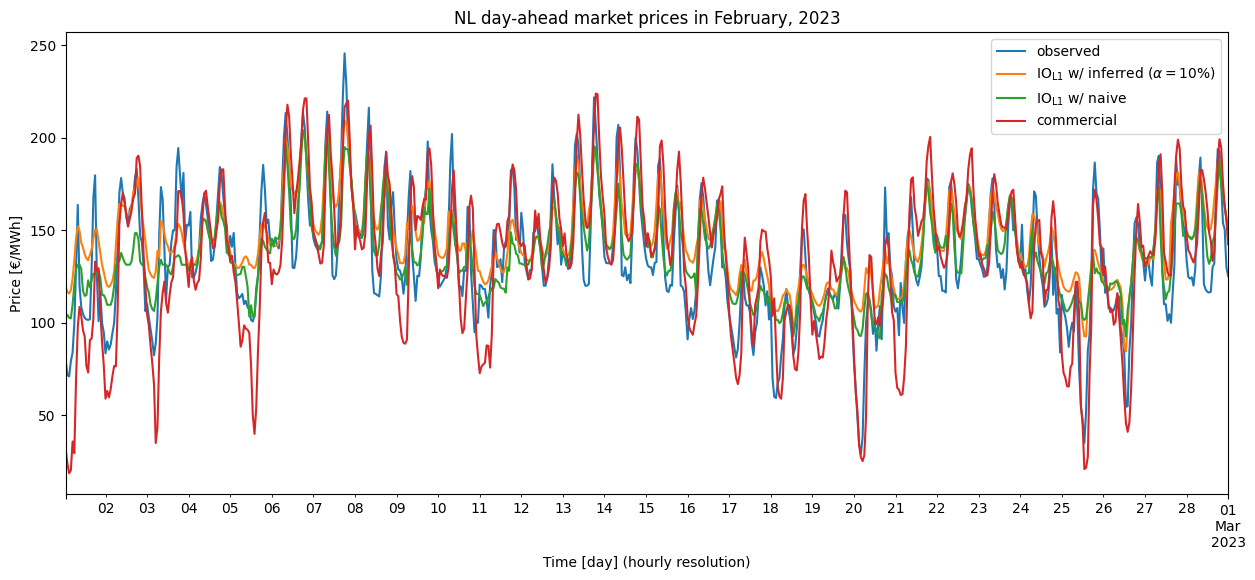 NL day-ahead market prices in February, 2023
observed
IO_L1 w/ inferred (α = 10%)
IO_L1 w/ naive
commercial
Price [€/MWh]
250
200
150
100
50
02 03 04 05 06 07 08 09 10 11 12 13 14 15 16 17 18 19 20 21 22 23 24 25 26 27 28 01
Mar
2023
Time [day] (hourly resolution)